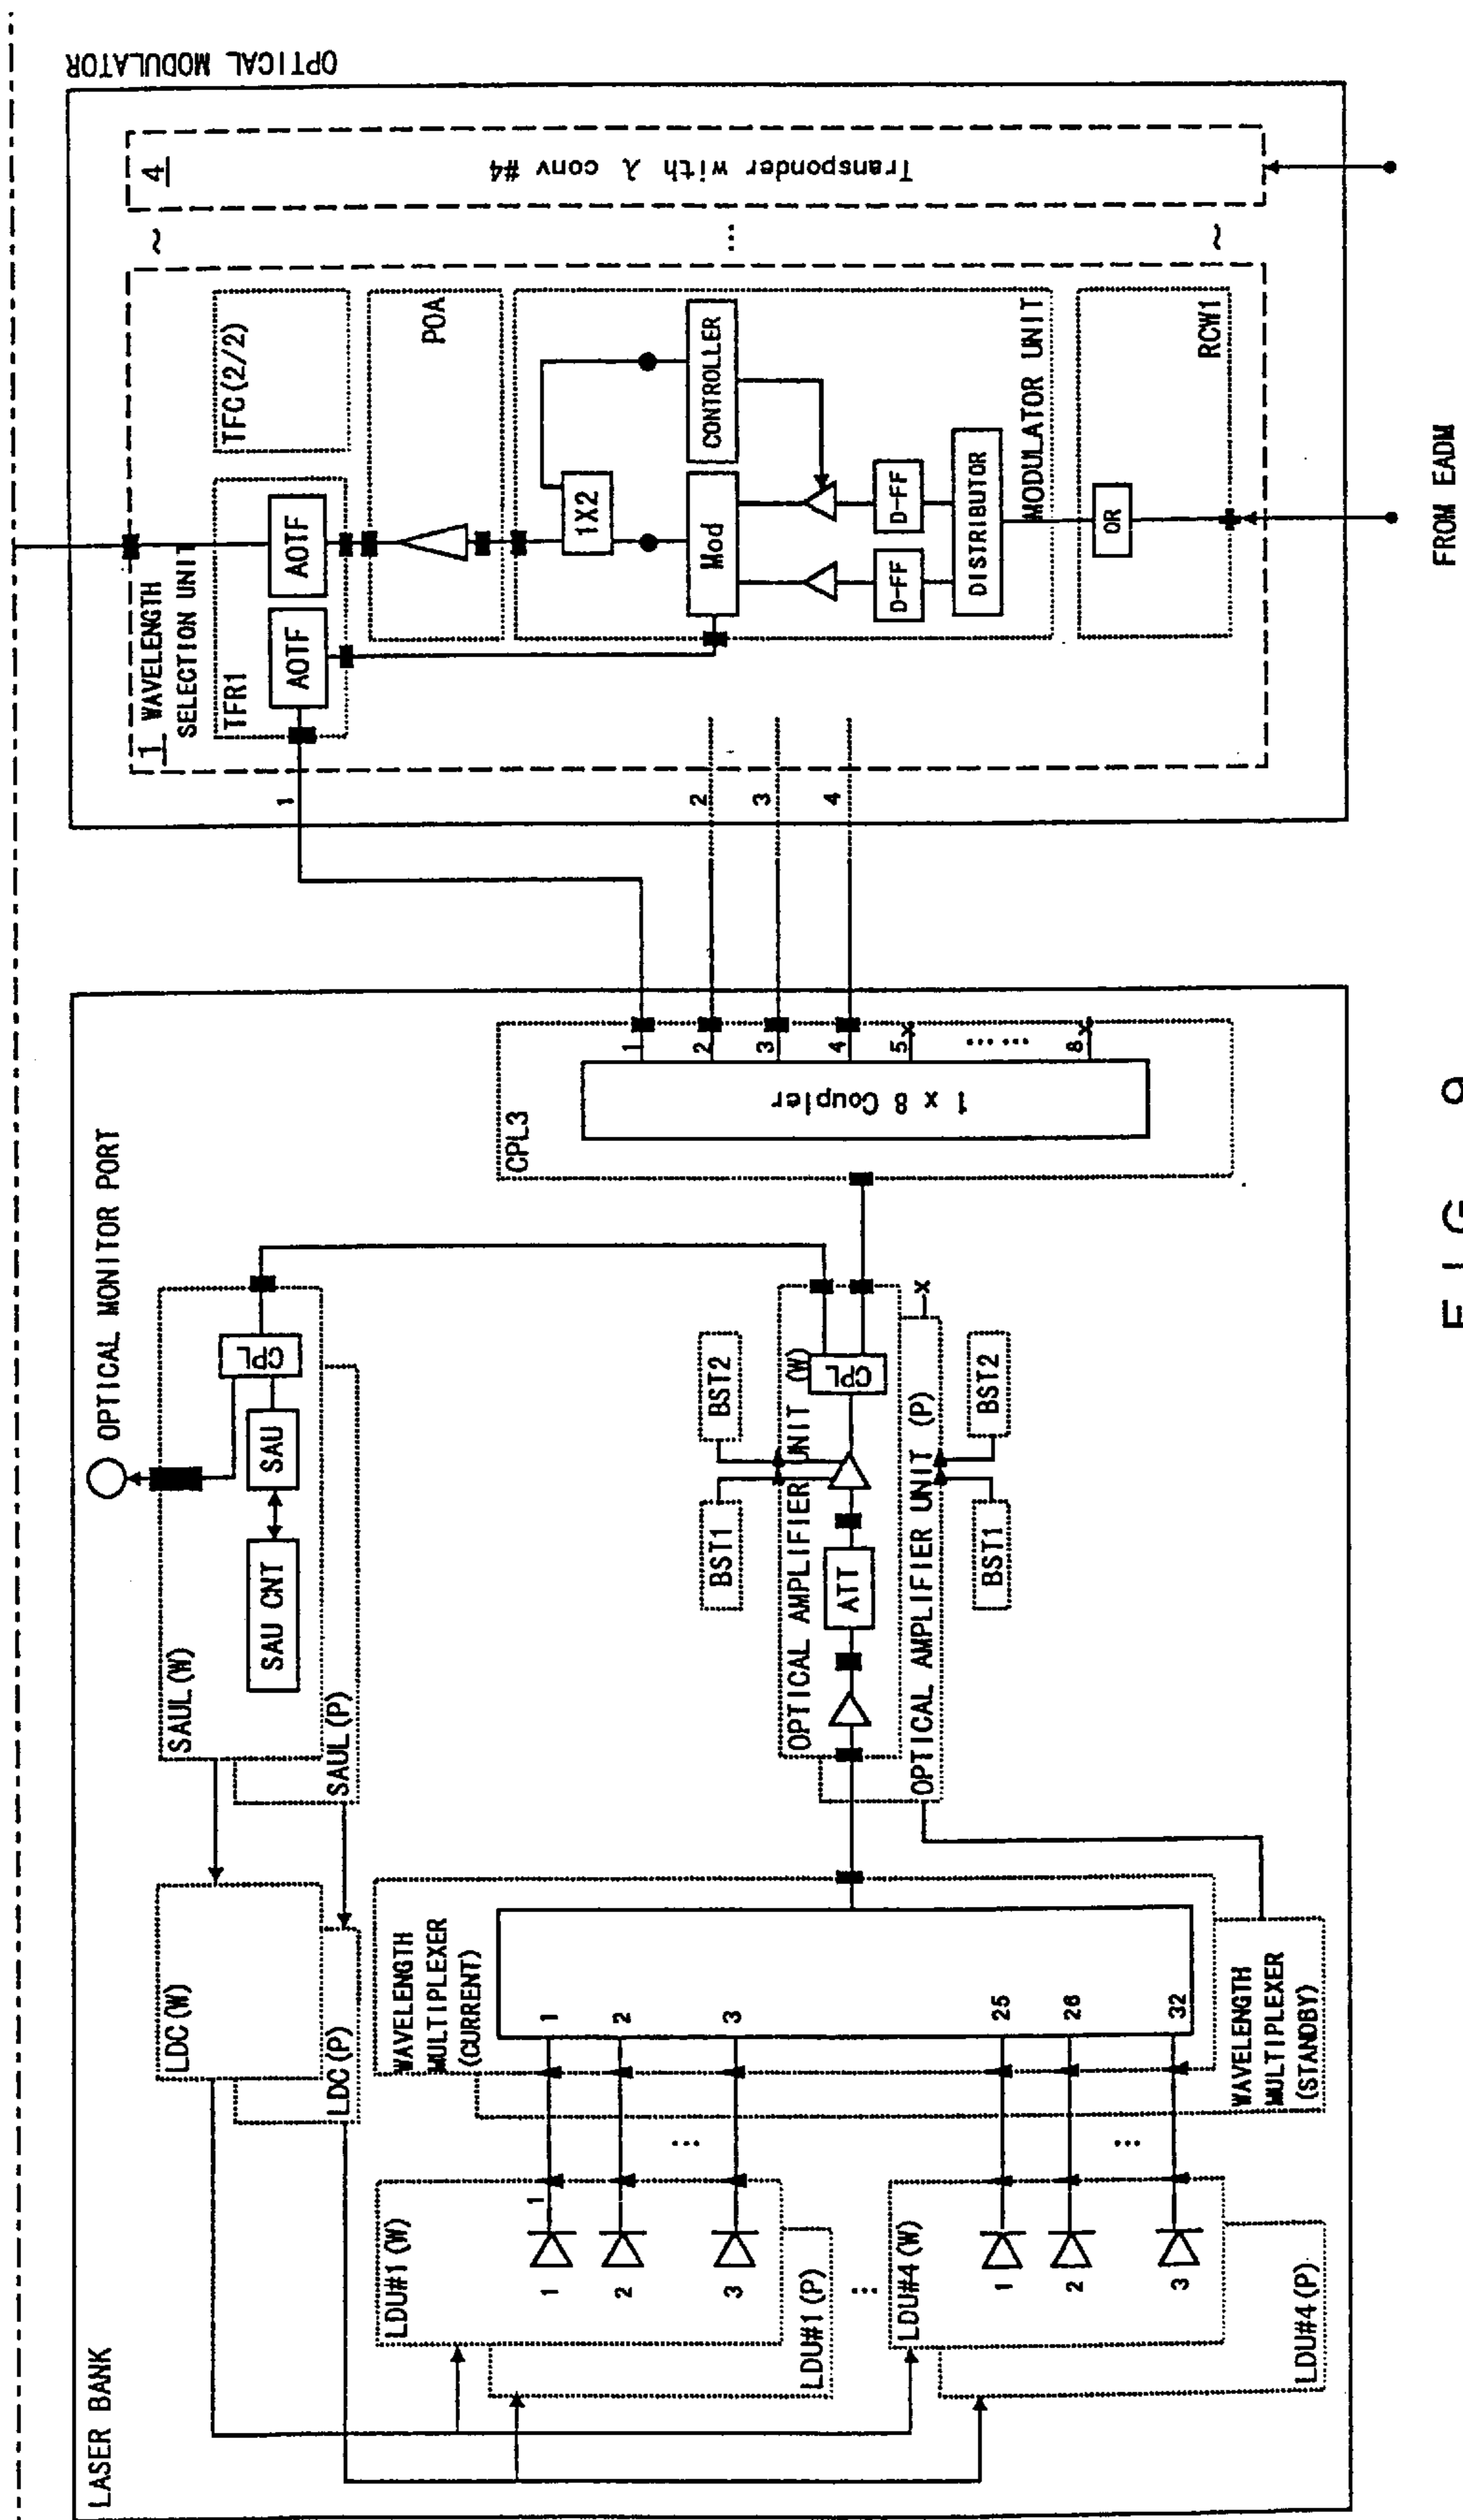 LASER BANK
LDC(W)
LDC(P)
SAUL(W)
SAUL(P)
SAU CNT
SAU
CPL
OPTICAL MONITOR PORT
LDU#1(W)
1
1
2
3
LDU#1(P)
⋮
LDU#4(W)
1
2
3
LDU#4(P)
...
...
WAVELENGTH
MULTIPLEXER
(CURRENT)
1
2
3
25
26
32
WAVELENGTH
MULTIPLEXER
(STANDBY)
OPTICAL AMPLIFIER UNIT (W)
ATT
CPL
BST1
BST2
OPTICAL AMPLIFIER UNIT (P)
x
BST1
BST2
CPL3
1 x 8 Coupler
1
2
3
4
5 x
......
8 x
OPTICAL MODULATOR
1
2
3
4
1 WAVELENGTH
SELECTION UNIT
TFR1
AOTF
AOTF
TFC(2/2)
POA
1X2
Mod
CONTROLLER
D-FF
D-FF
DISTRIBUTOR
MODULATOR UNIT
OR
RCW1
~
...
~
4
Transponder with λ conv #4
FROM EADM
FIG. 9